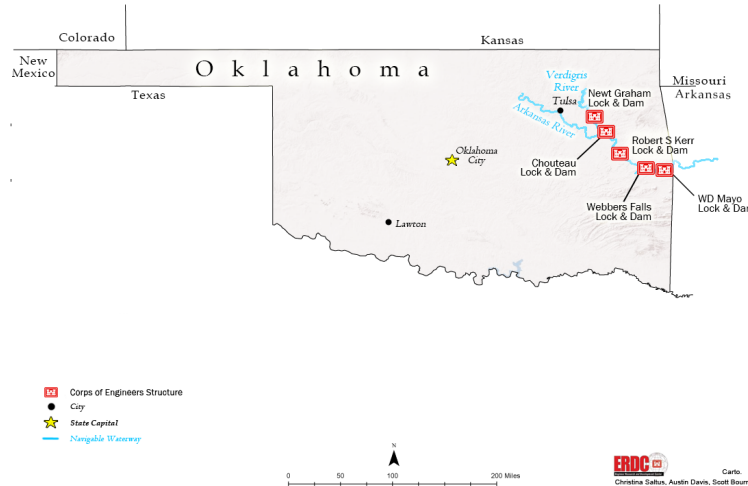 Colorado
Kansas
New
Mexico
Oklahoma
Missouri
Texas
Arkansas
Verdigris
River
Tulsa
Newt Graham
Lock & Dam
Arkansas River
Robert S Kerr
Lock & Dam
Oklahoma
City
Chouteau
Lock & Dam
WD Mayo
Lock & Dam
Webbers Falls
Lock & Dam
Lawton
Corps of Engineers Structure
City
State Capital
Navigable Waterway
N
0 50 100 200 Miles
ERDC
Carto.
Christina Saltus, Austin Davis, Scott Bourn